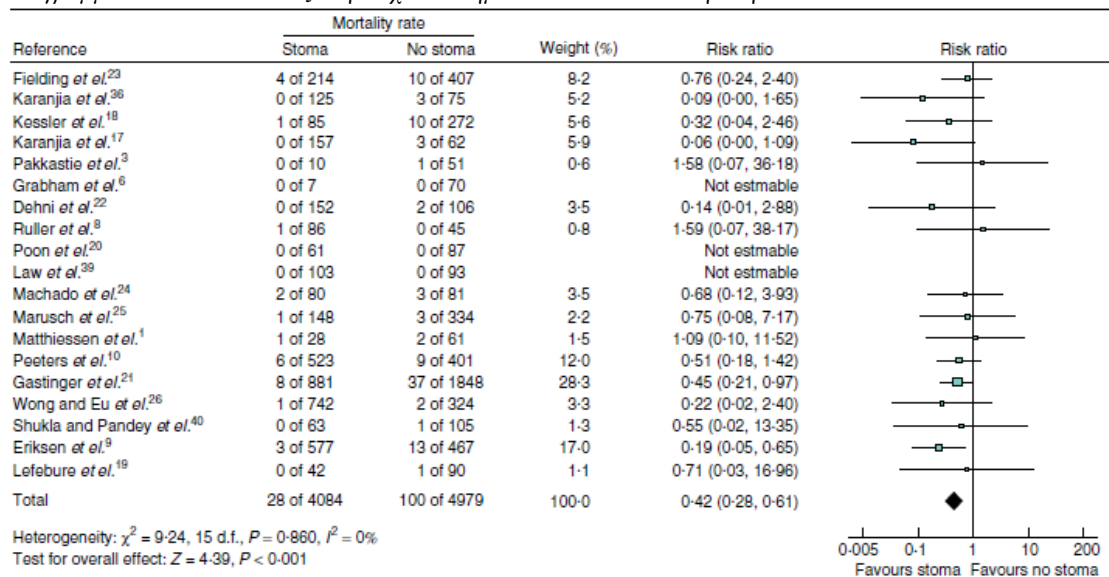 Mortality rate
Reference Stoma No stoma Weight (%) Risk ratio Risk ratio
Fielding et el.23 4 of 214 10 of 407 8·2 0·76 (0·24, 2·40)
Karanjia et el.36 0 of 125 3 of 75 5·2 0·09 (0·00, 1·65)
Kessler et el.18 1 of 85 10 of 272 5·6 0·32 (0·04, 2·46)
Karanjia et el.17 0 of 157 3 of 62 5·9 0·06 (0·00, 1·09)
Pakkastie et el.3 0 of 10 1 of 51 0·6 1·58 (0·07, 36·18)
Grabham et el.6 0 of 7 0 of 70 Not estmable
Dehni et el.22 0 of 152 2 of 106 3·5 0·14 (0·01, 2·88)
Ruller et el.8 1 of 86 0 of 45 0·8 1·59 (0·07, 38·17)
Poon et el.20 0 of 61 0 of 87 Not estmable
Law et el.39 0 of 103 0 of 93 Not estmable
Machado et el.24 2 of 80 3 of 81 3·5 0·68 (0·12, 3·93)
Marusch et el.25 1 of 148 3 of 334 2·2 0·75 (0·08, 7·17)
Matthiessen et el.1 1 of 28 2 of 61 1·5 1·09 (0·10, 11·52)
Peeters et el.10 6 of 523 9 of 401 12·0 0·51 (0·18, 1·42)
Gastinger et el.21 8 of 881 37 of 1848 28·3 0·45 (0·21, 0·97)
Wong and Eu et el.26 1 of 742 2 of 324 3·3 0·22 (0·02, 2·40)
Shukla and Pandey et el.40 0 of 63 1 of 105 1·3 0·55 (0·02, 13·35)
Eriksen et el.9 3 of 577 13 of 467 17·0 0·19 (0·05, 0·65)
Lefebure et el.19 0 of 42 1 of 90 1·1 0·71 (0·03, 16·96)
Total 28 of 4084 100 of 4979 100·0 0·42 (0·28, 0·61)
Heterogeneity: χ2 = 9·24, 15 d.f., P = 0·860, I2 = 0%
Test for overall effect: Z = 4·39, P < 0·001
0·005 0·1 1 10 200
Favours stoma Favours no stoma